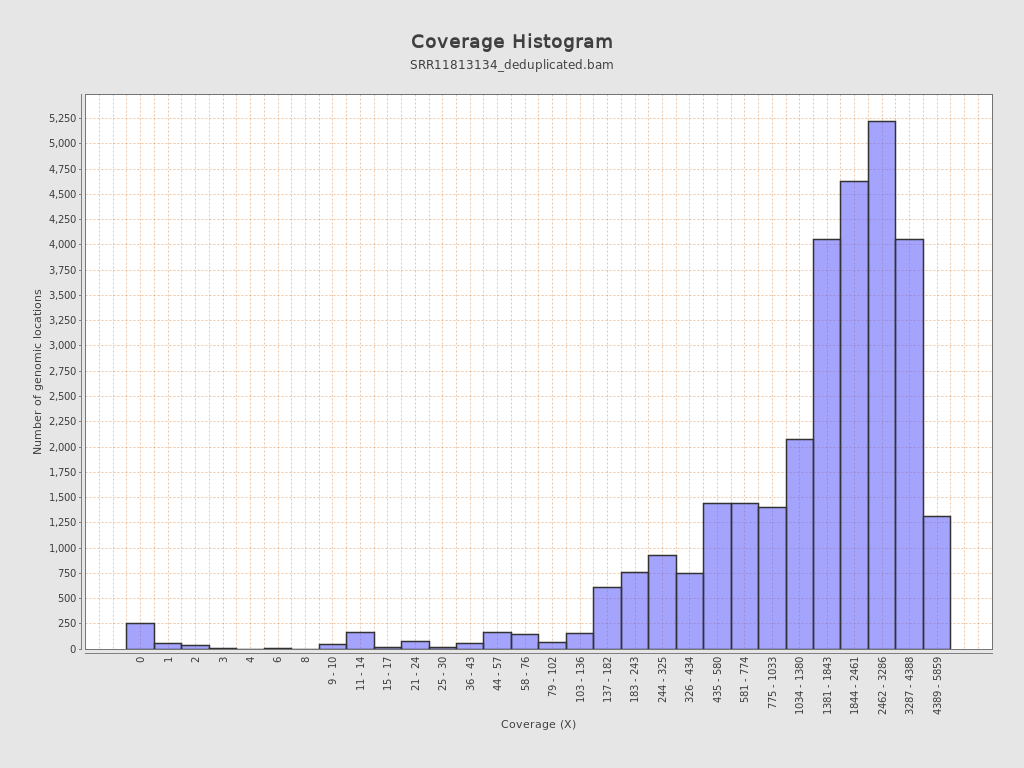 Coverage Histogram
SRR11813134_deduplicated.bam
Number of genomic locations
5,250
5,000
4,750
4,500
4,250
4,000
3,750
3,500
3,250
3,000
2,750
2,500
2,250
2,000
1,750
1,500
1,250
1,000
750
500
250
0
0
1
2
3
4
6
8
9 - 10
11 - 14
15 - 17
21 - 24
25 - 30
36 - 43
44 - 57
58 - 76
79 - 102
103 - 136
137 - 182
183 - 243
244 - 325
326 - 434
435 - 580
581 - 774
775 - 1033
1034 - 1380
1381 - 1843
1844 - 2461
2462 - 3286
3287 - 4388
4389 - 5859
Coverage (X)